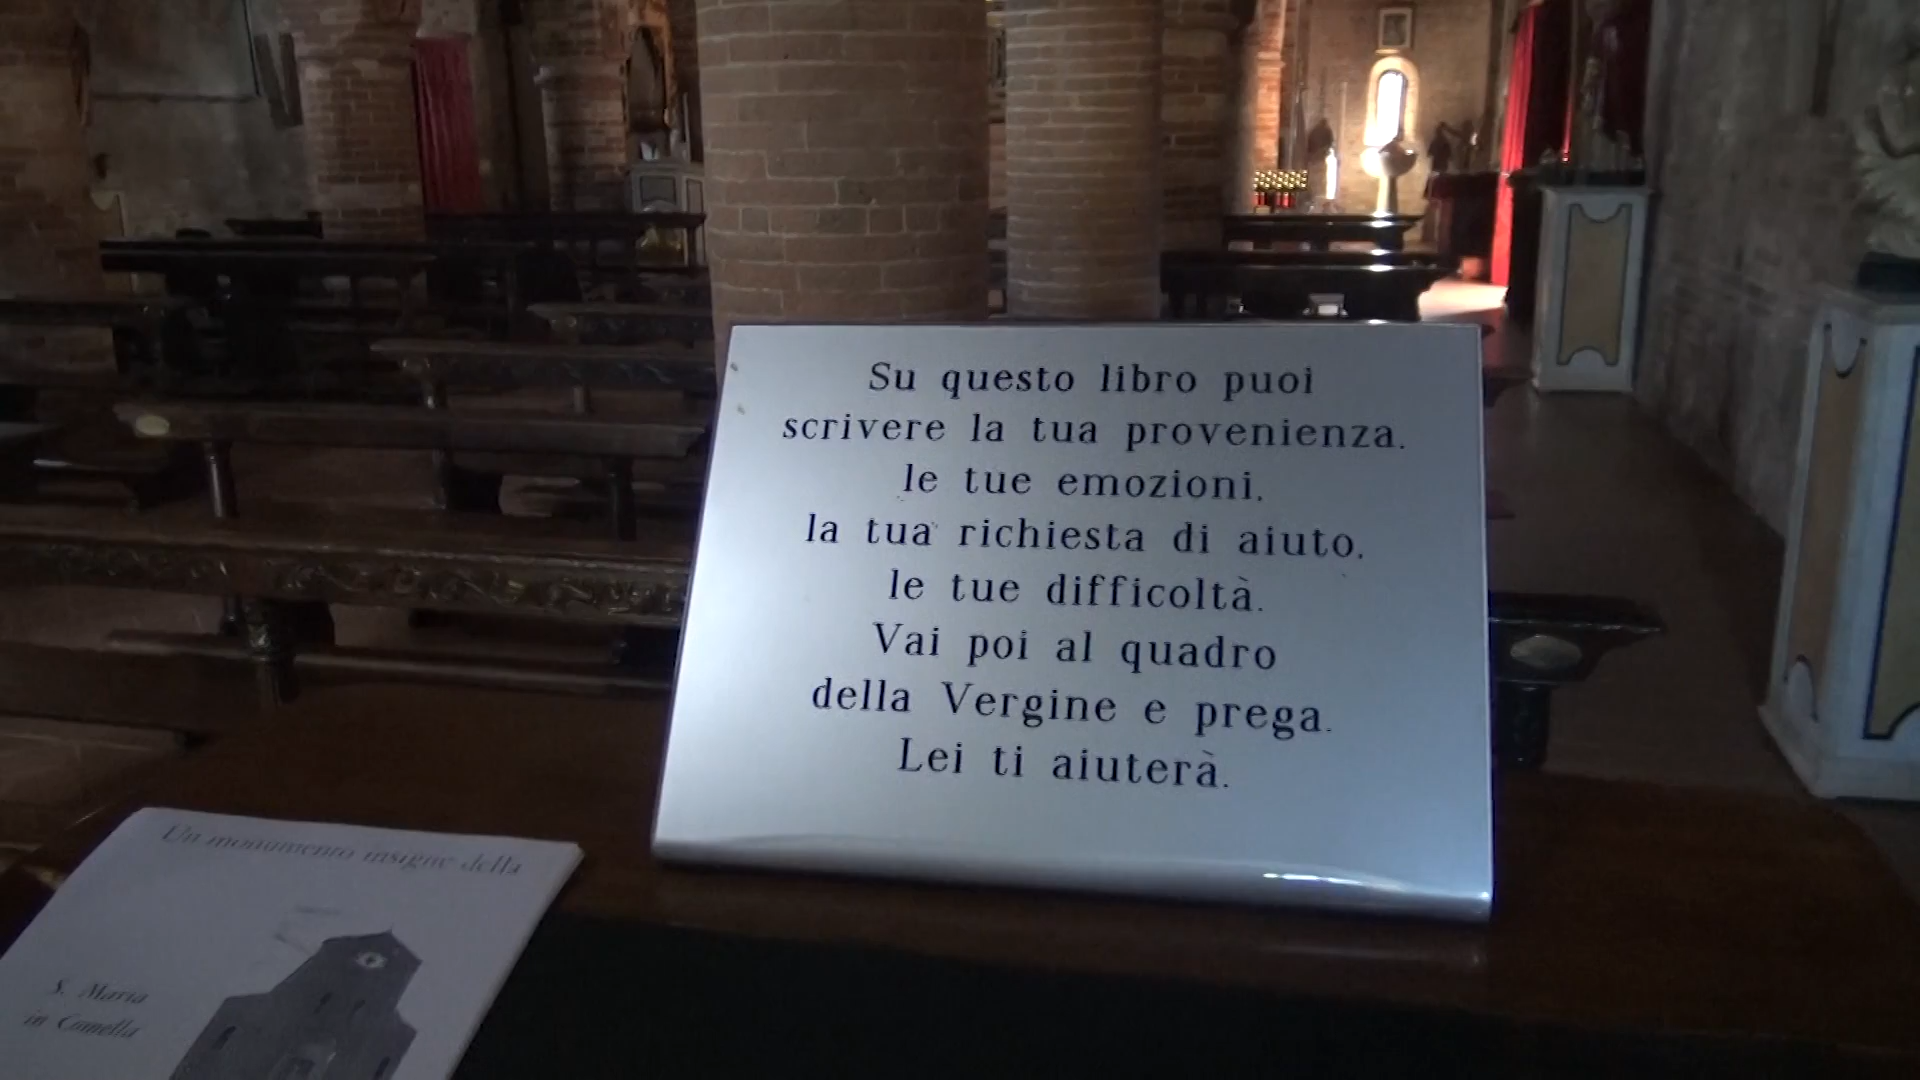 Su questo libro puoi
scrivere la tua provenienza.
le tue emozioni,
la tua richiesta di aiuto,
le tue difficoltà.
Vai poi al quadro
della Vergine e prega.
Lei ti aiuterà.
Un monumento insigne della
S. Maria
in